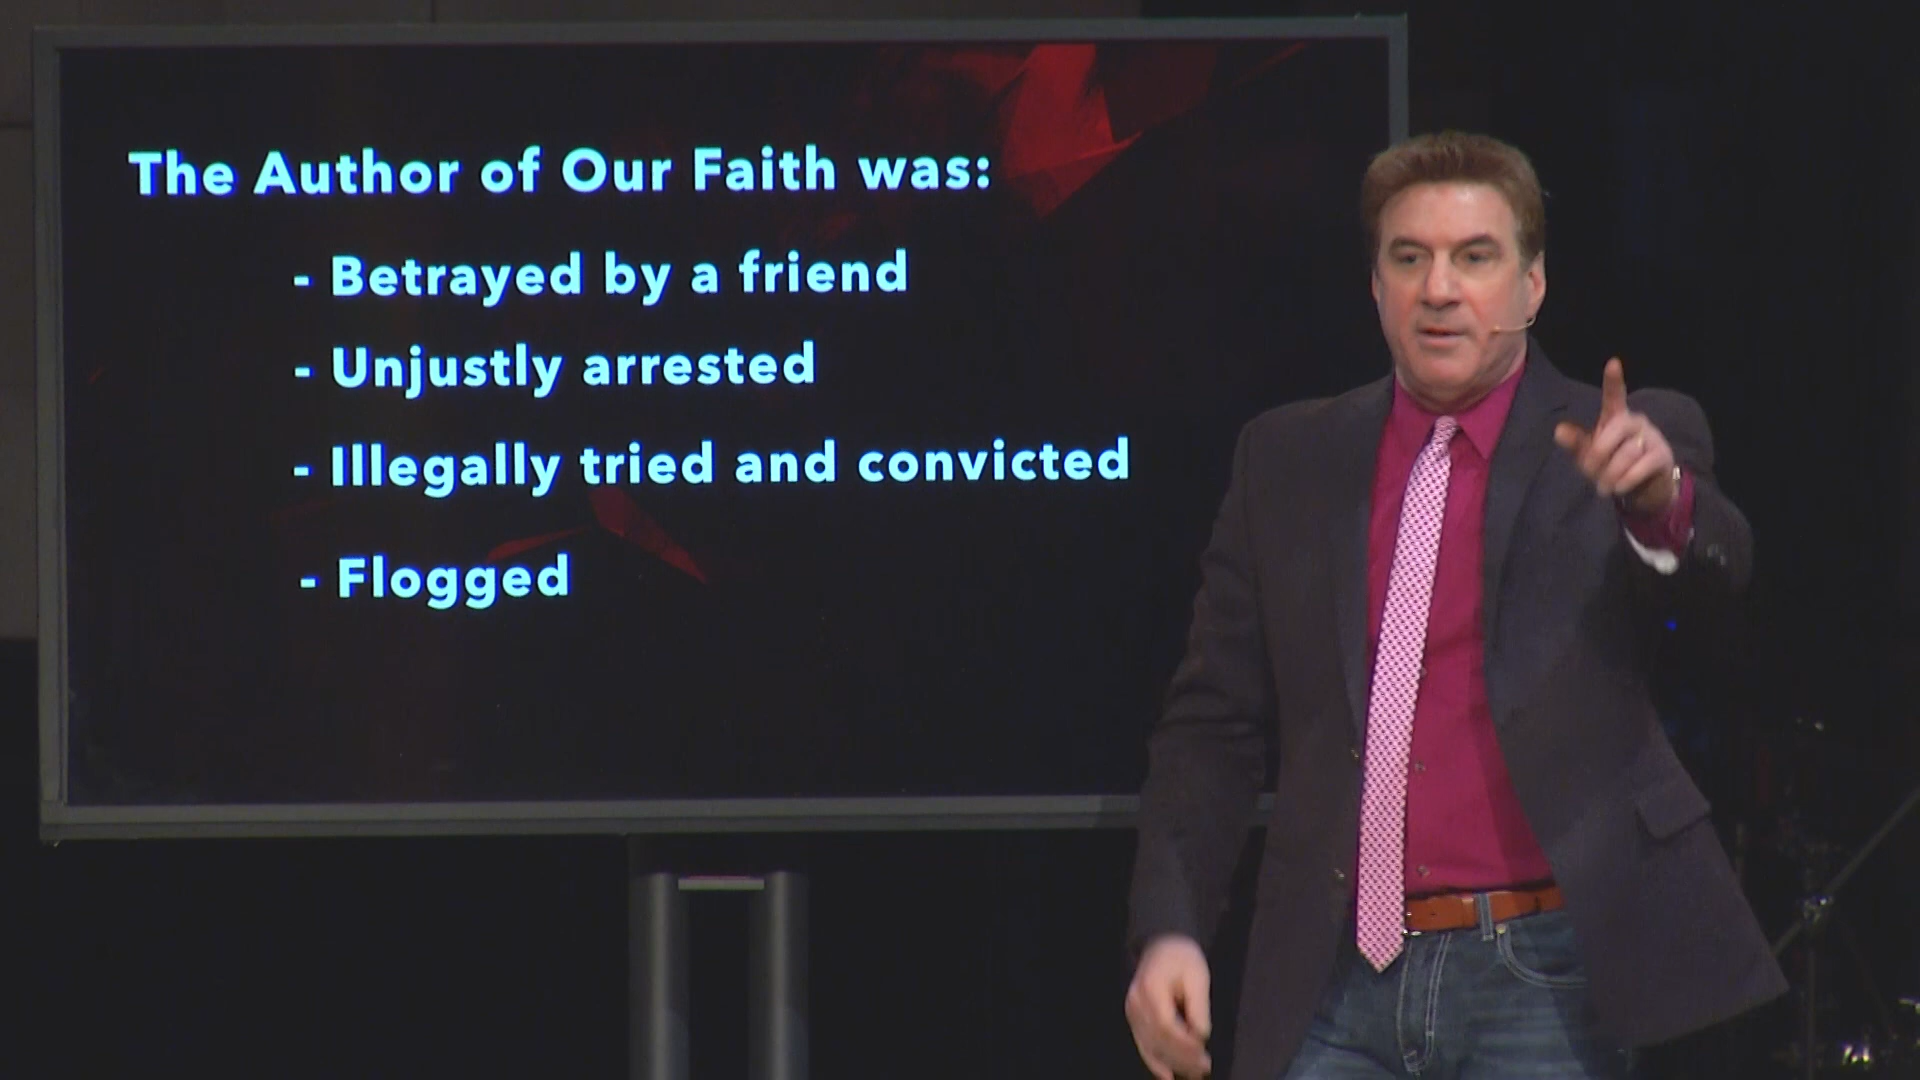 The Author of Our Faith was:
- Betrayed by a friend
- Unjustly arrested
- Illegally tried and convicted
- Flogged